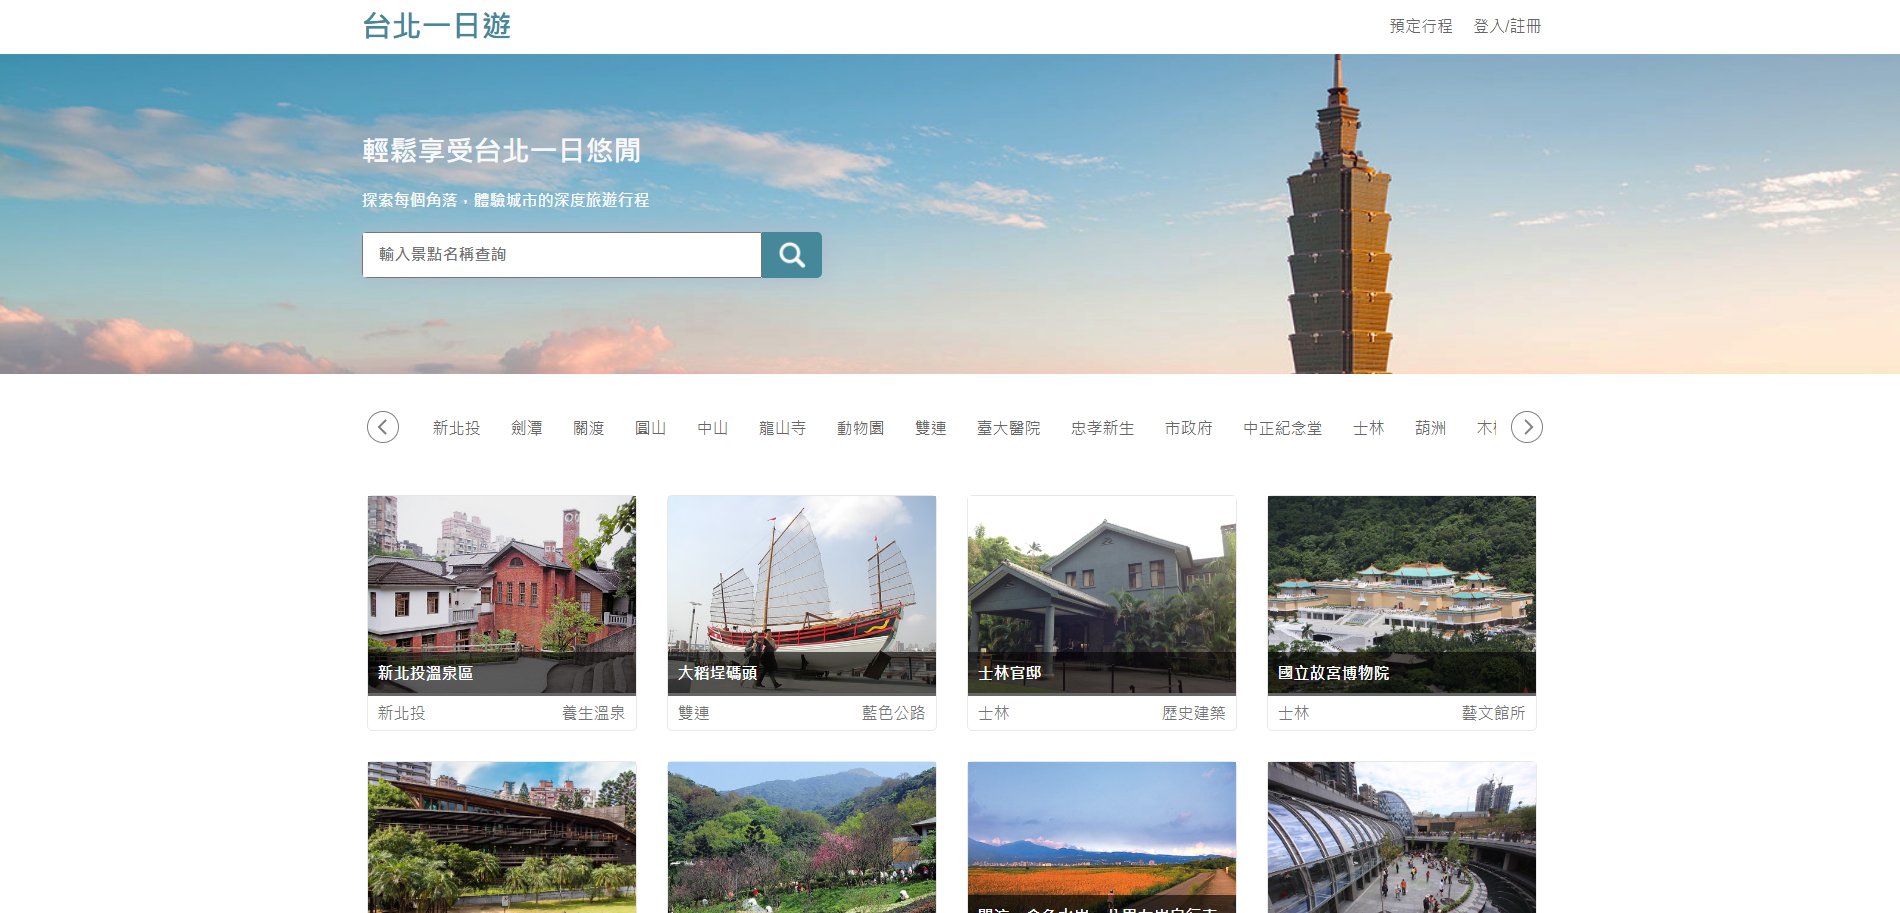 台北一日遊
預定行程 登入/註冊
輕鬆享受台北一日悠閒
探索每個角落，體驗城市的深度旅遊行程
輸入景點名稱查詢
新北投 劍潭 關渡 圓山 中山 龍山寺 動物園 雙連 臺大醫院 忠孝新生 市政府 中正紀念堂 士林 葫洲 木
新北投溫泉區
新北投 養生溫泉
大稻埕碼頭
雙連 藍色公路
士林官邸
士林 歷史建築
國立故宮博物院
士林 藝文館所